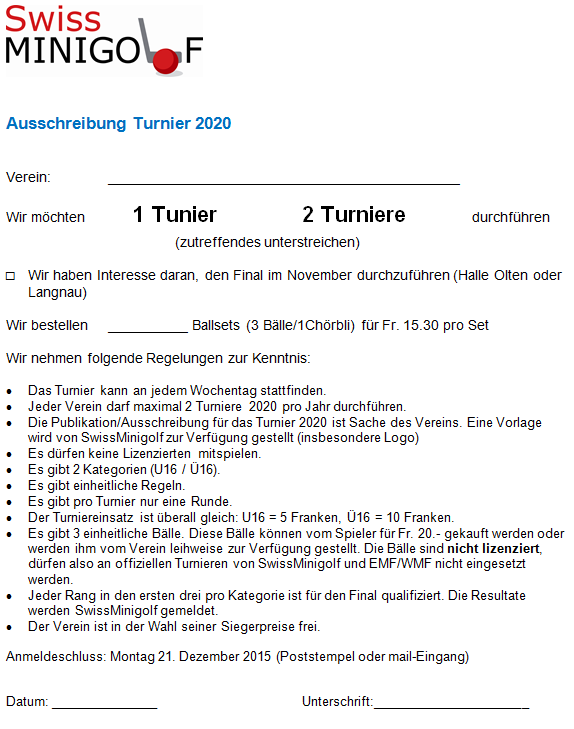 Swiss
MINIGOLF
Ausschreibung Turnier 2020
Verein: ____________________________________________
Wir möchten 1 Tunier 2 Turniere durchführen
(zutreffendes unterstreichen)
□ Wir haben Interesse daran, den Final im November durchzuführen (Halle Olten oder
Langnau)
Wir bestellen __________ Ballsets (3 Bälle/1Chörbli) für Fr. 15.30 pro Set
Wir nehmen folgende Regelungen zur Kenntnis:
• Das Turnier kann an jedem Wochentag stattfinden.
• Jeder Verein darf maximal 2 Turniere 2020 pro Jahr durchführen.
• Die Publikation/Ausschreibung für das Turnier 2020 ist Sache des Vereins. Eine Vorlage
wird von SwissMinigolf zur Verfügung gestellt (insbesondere Logo)
• Es dürfen keine Lizenzierten mitspielen.
• Es gibt 2 Kategorien (U16 / Ü16).
• Es gibt einheitliche Regeln.
• Es gibt pro Turnier nur eine Runde.
• Der Turniereinsatz ist überall gleich: U16 = 5 Franken, Ü16 = 10 Franken.
• Es gibt 3 einheitliche Bälle. Diese Bälle können vom Spieler für Fr. 20.- gekauft werden oder
werden ihm vom Verein leihweise zur Verfügung gestellt. Die Bälle sind nicht lizenziert,
dürfen also an offiziellen Turnieren von SwissMinigolf und EMF/WMF nicht eingesetzt
werden.
• Jeder Rang in den ersten drei pro Kategorie ist für den Final qualifiziert. Die Resultate
werden SwissMinigolf gemeldet.
• Der Verein ist in der Wahl seiner Siegerpreise frei.
Anmeldeschluss: Montag 21. Dezember 2015 (Poststempel oder mail-Eingang)
Datum: ______________ Unterschrift:_____________________